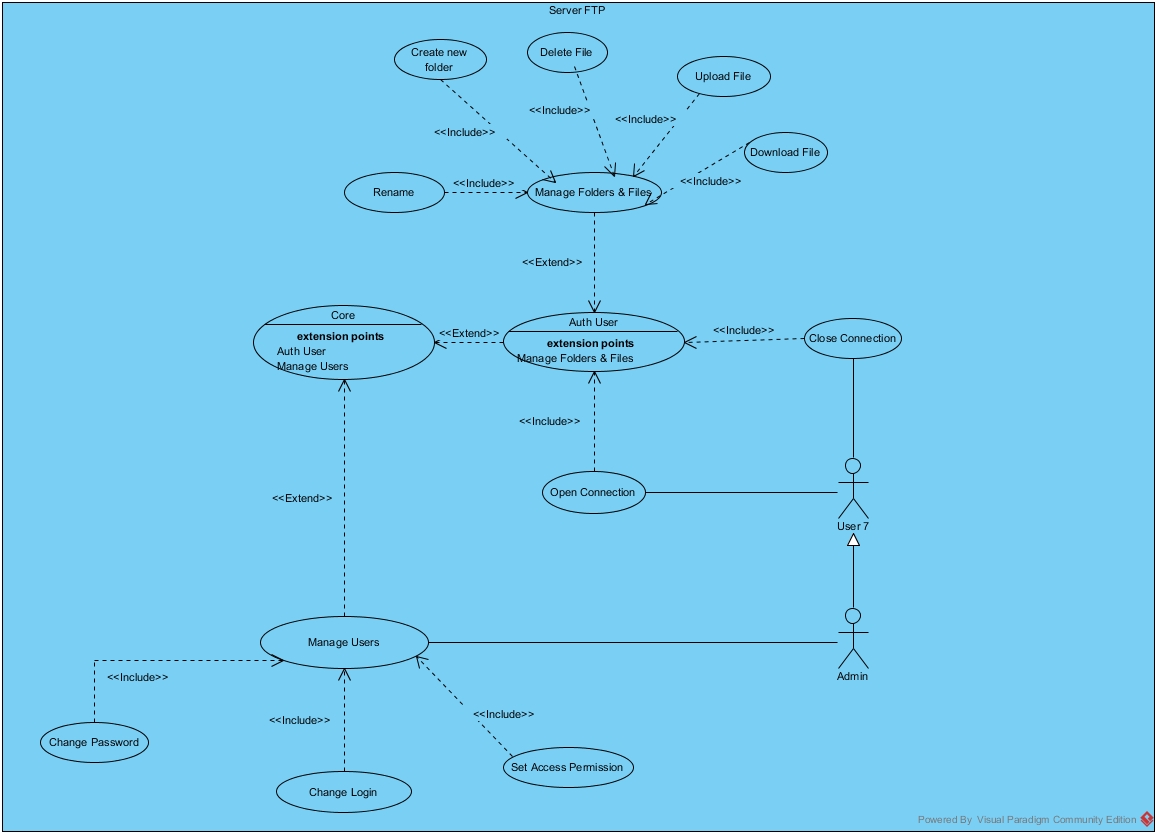 Server FTP
Create new
folder
Delete File
Upload File
<<Include>>
<<Include>>
<<Include>>
Download File
<<Include>>
<<Include>>
Rename
Manage Folders & Files
<<Extend>>
Core
extension points
Auth User
Manage Users
<<Extend>>
Auth User
extension points
Manage Folders & Files
<<Include>>
Close Connection
<<Include>>
Open Connection
<<Extend>>
User 7
Manage Users
Admin
<<Include>>
<<Include>>
<<Include>>
Change Password
Change Login
Set Access Permission
Powered By Visual Paradigm Community Edition